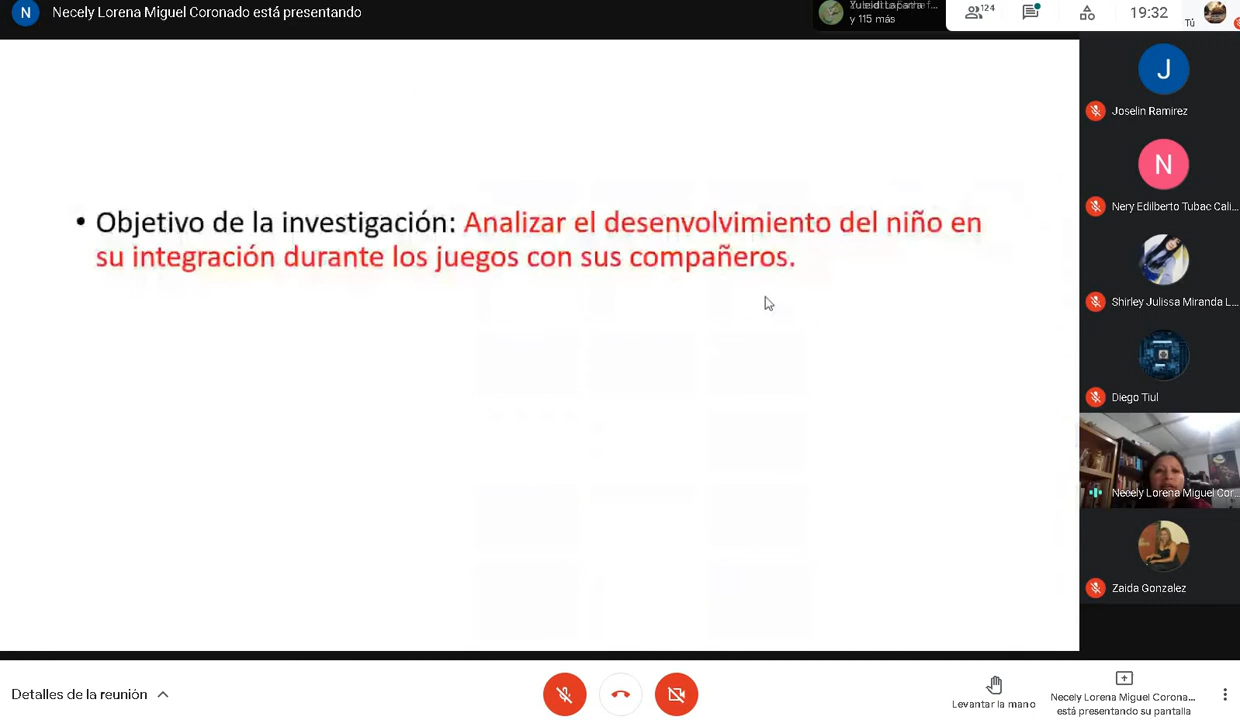 N
Necely Lorena Miguel Coronado está presentando
y 115 más
124
19:32
Tú
• Objetivo de la investigación: Analizar el desenvolvimiento del niño en
su integración durante los juegos con sus compañeros.
J
Joselin Ramirez
N
Nery Edilberto Tubac Cali...
Shirley Julissa Miranda L...
Diego Tiul
Necely Lorena Miguel Cor...
Zaida Gonzalez
Detalles de la reunión
Levantar la mano
Necely Lorena Miguel Corona...
está presentando su pantalla